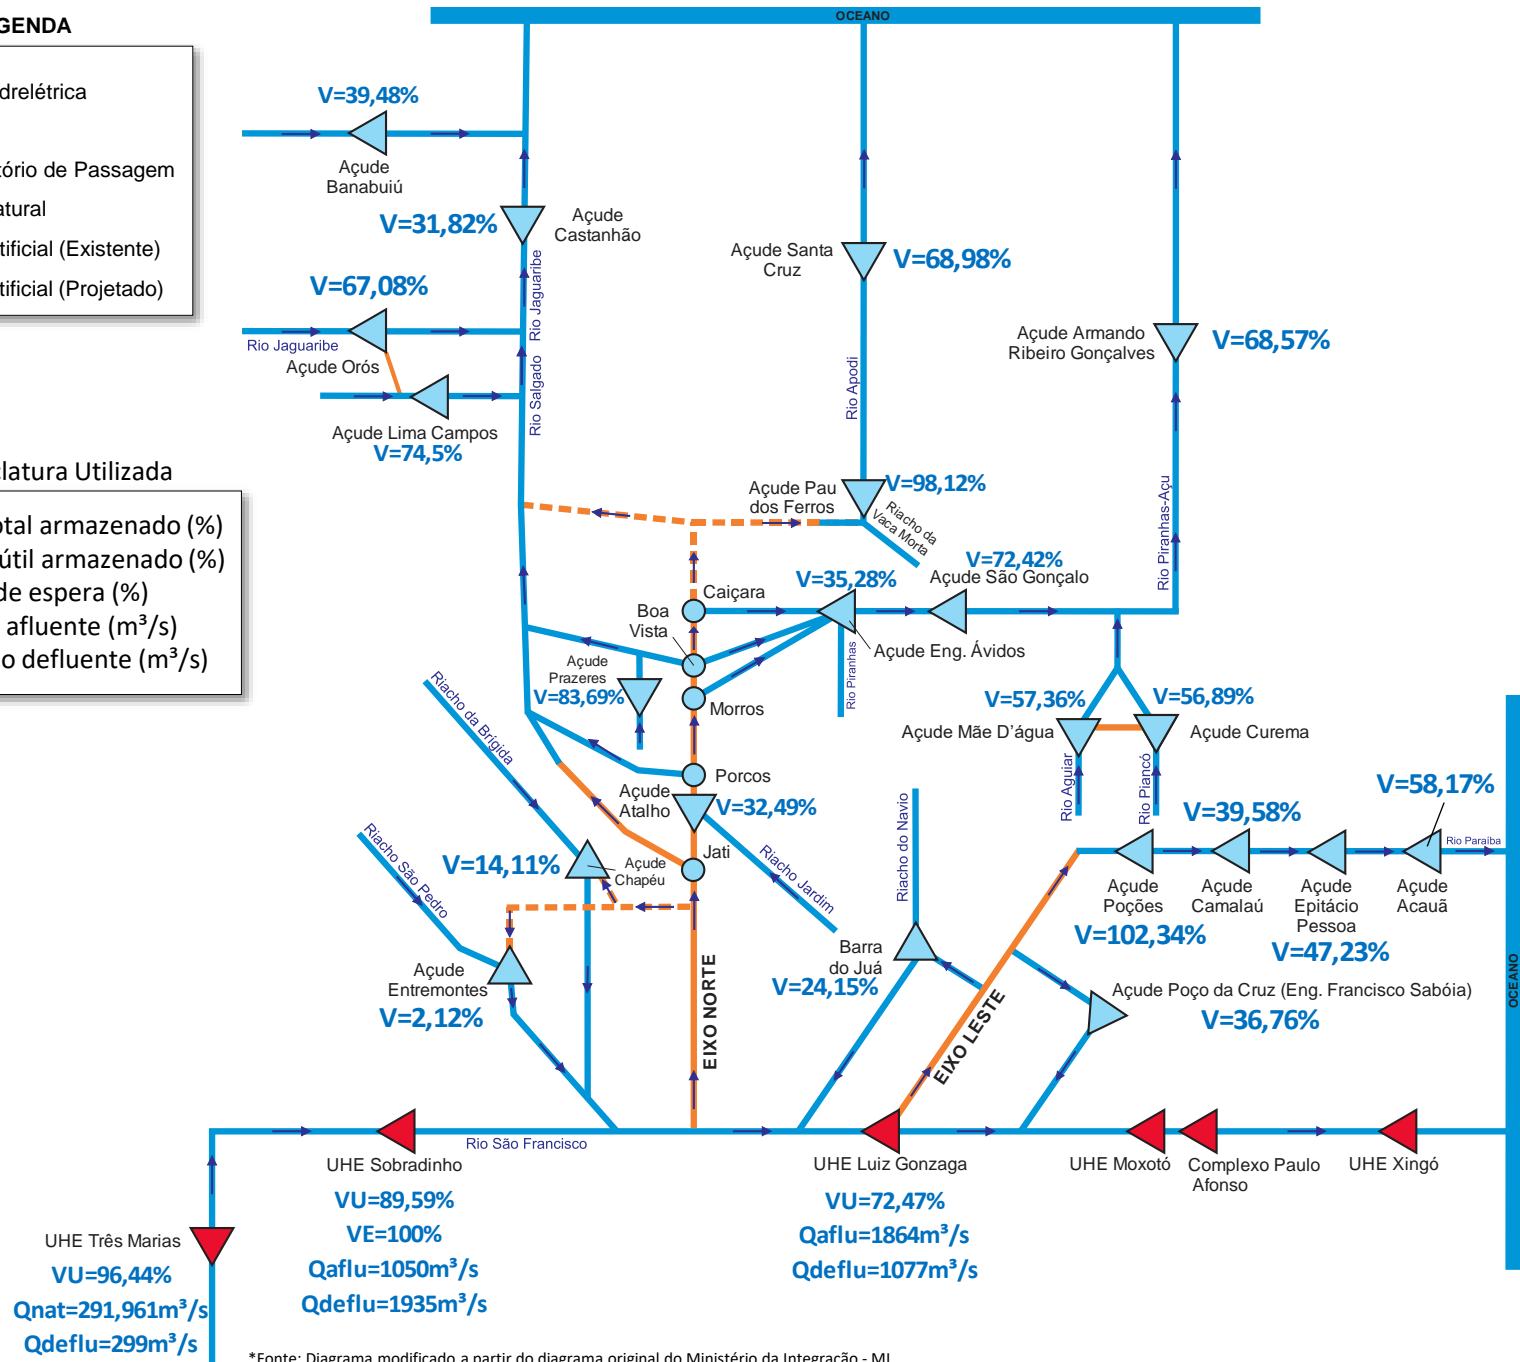 GENDA
OCEANO
drelétrica
tório de Passagem
atural
tificial (Existente)
tificial (Projetado)
V=39,48%
Açude
Banabuiú
V=31,82%
Açude
Castanhão
Rio Jaguaribe
V=67,08%
Rio Jaguaribe
Açude Orós
Rio Salgado
Açude Lima Campos
V=74,5%
Açude Santa
Cruz
V=68,98%
Rio Apodi
Açude Armando
Ribeiro Gonçalves
V=68,57%
Rio Piranhas-Açu
clatura Utilizada
otal armazenado (%)
útil armazenado (%)
de espera (%)
afluente (m³/s)
o defluente (m³/s)
Açude Pau
dos Ferros
V=98,12%
Riacho da
Vaca Morta
V=72,42%
Açude São Gonçalo
V=35,28%
Açude Eng. Ávidos
Rio Piranhas
Caiçara
Boa
Vista
Morros
Açude
Prazeres
V=83,69%
Porcos
Açude
Atalho
V=32,49%
Jati
Riacho Jardim
Riacho da Brígida
Riacho São Pedro
V=14,11%
Açude
Chapéu
Açude
Entremontes
V=2,12%
EIXO NORTE
V=57,36%
V=56,89%
Açude Mãe D'água
Açude Curema
Rio Aguiar
Rio Piancó
V=58,17%
V=39,58%
Rio Paraiba
Açude
Poções
V=102,34%
Açude
Camalaú
Açude
Epitácio
Pessoa
V=47,23%
Açude
Acauã
OCEANO
Riacho do Navio
Barra
do Juá
V=24,15%
EIXO LESTE
Açude Poço da Cruz (Eng. Francisco Sabóia)
V=36,76%
Rio São Francisco
UHE Sobradinho
VU=89,59%
VE=100%
Qaflu=1050m³/s
Qdeflu=1935m³/s
UHE Luiz Gonzaga
VU=72,47%
Qaflu=1864m³/s
Qdeflu=1077m³/s
UHE Moxotó
Complexo Paulo
Afonso
UHE Xingó
UHE Três Marias
VU=96,44%
Qnat=291,961m³/s
Qdeflu=299m³/s
*Fonte: Diagrama modificado a partir do diagrama original do Ministério da Integração - MI